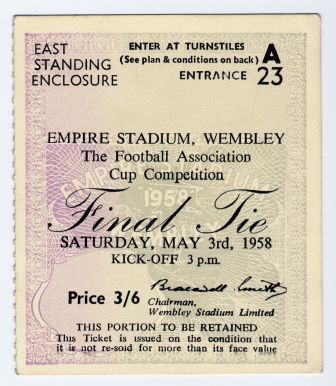 EAST
STANDING
ENCLOSURE
ENTER AT TURNSTILES
(See plan & conditions on back)
A
ENTRANCE
23
EMPIRE STADIUM, WEMBLEY
The Football Association
Cup Competition
Final Tie
SATURDAY, MAY 3rd, 1958
KICK-OFF 3 p.m.
Price 3/6
Chairman,
Wembley Stadium Limited
THIS PORTION TO BE RETAINED
This Ticket is issued on the condition that
it is not re-sold for more than its face value
1958